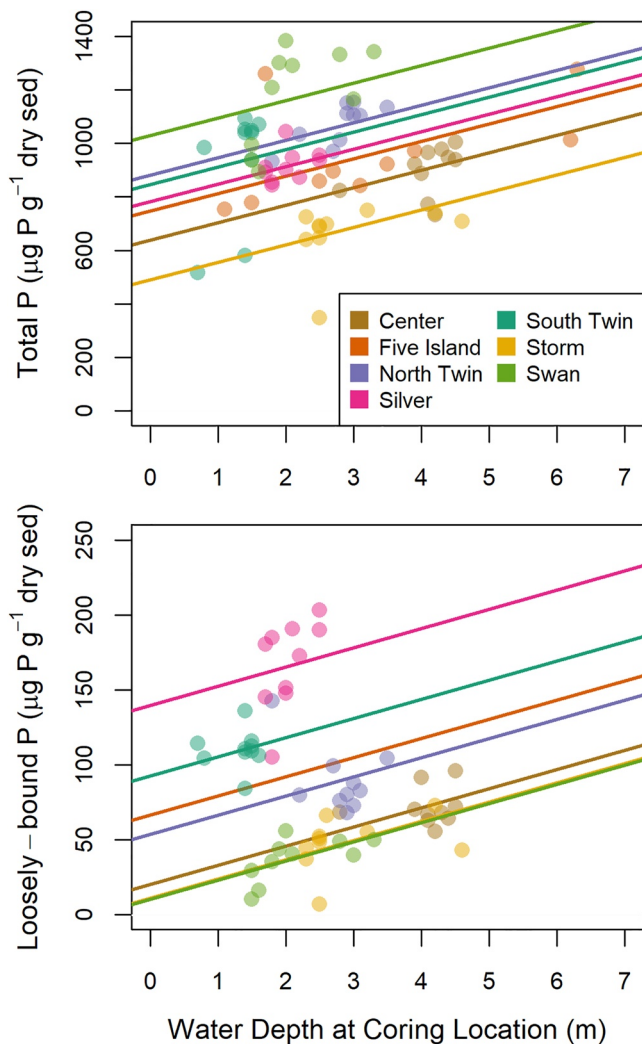 Total P (μg P g⁻¹ dry sed)
1400
1000
600
200
0
Center
Five Island
North Twin
Silver
South Twin
Storm
Swan
0 1 2 3 4 5 6 7
Loosely−bound P (μg P g⁻¹ dry sed)
250
200
150
100
50
0
0 1 2 3 4 5 6 7
Water Depth at Coring Location (m)